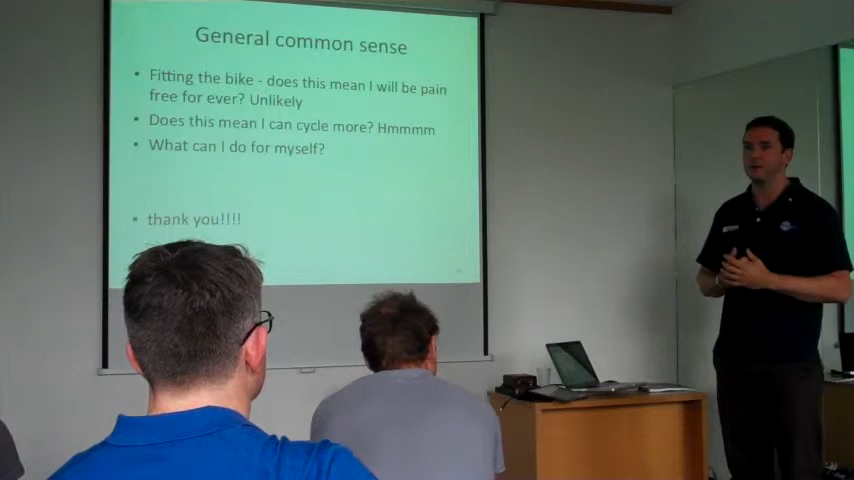 General common sense
• Fitting the bike - does this mean I will be pain
free for ever? Unlikely
• Does this mean I can cycle more? Hmmmm
• What can I do for myself?
• thank you!!!!